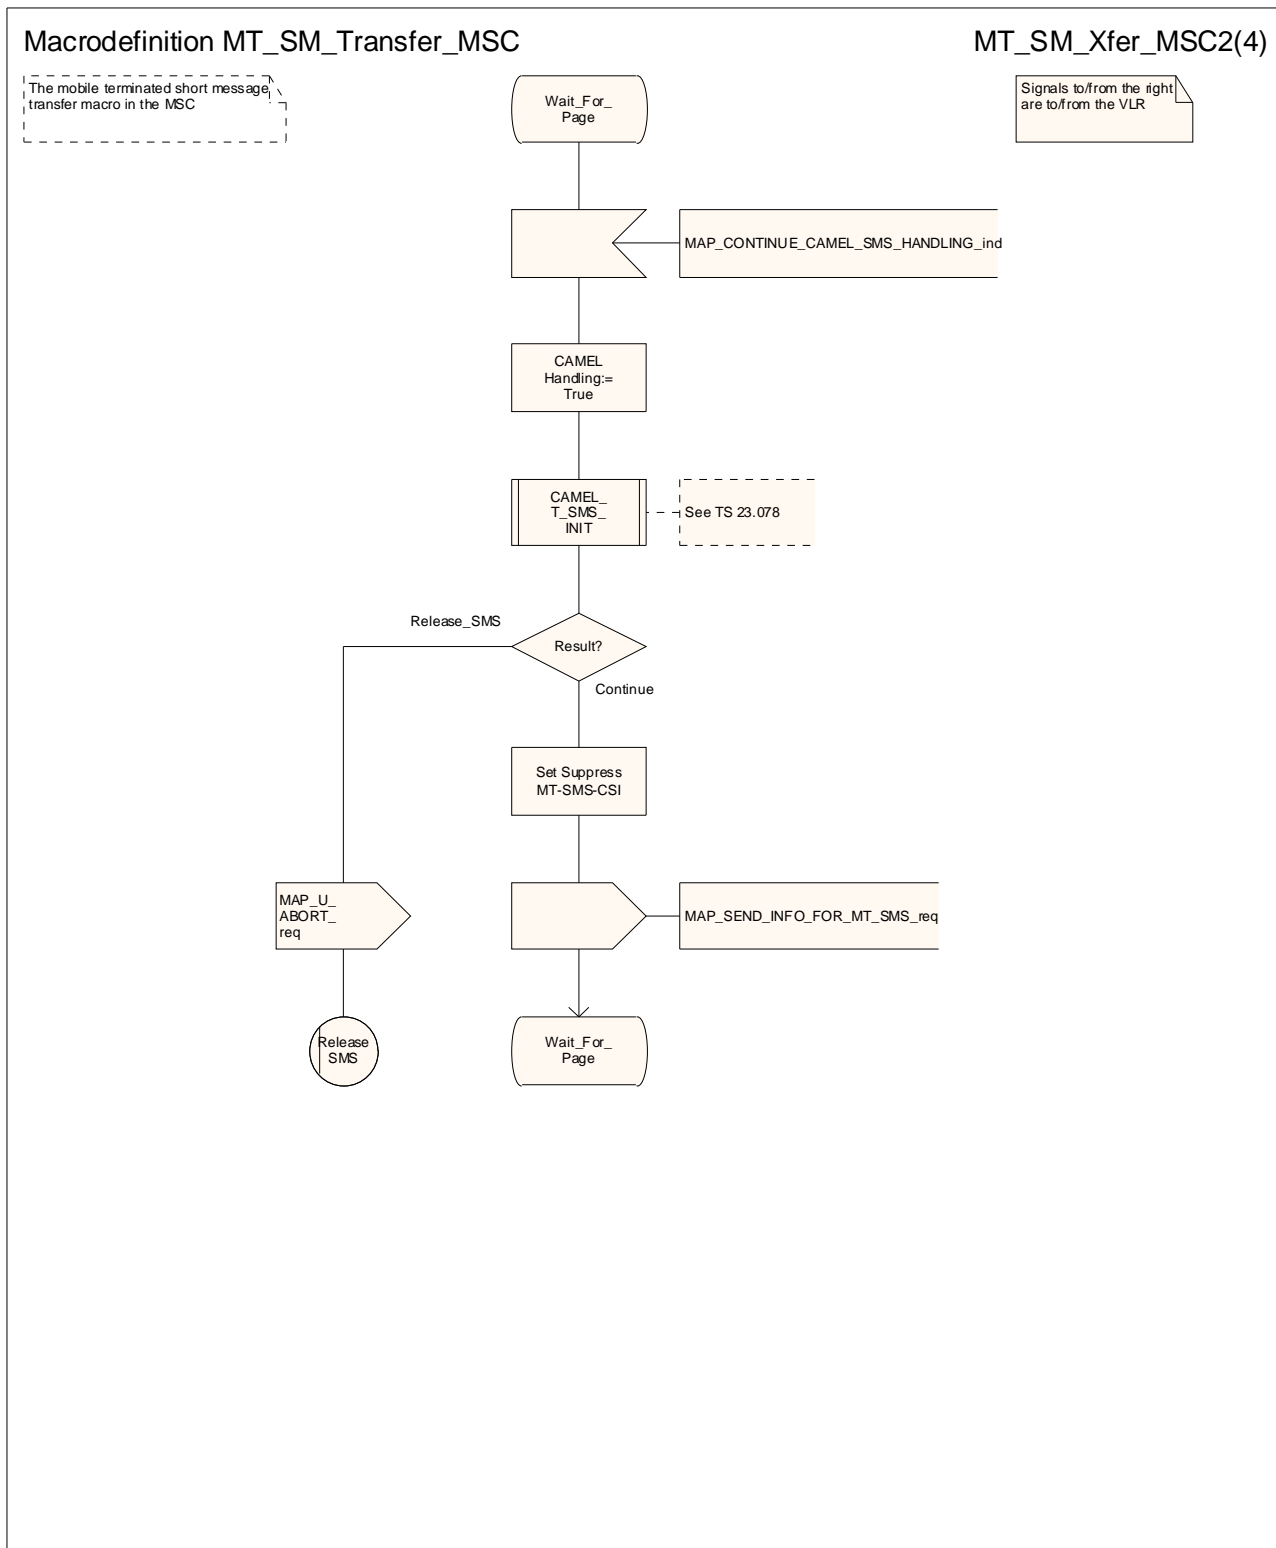 Macrodefinition MT_SM_Transfer_MSC
MT_SM_Xfer_MSC2(4)
The mobile terminated short message
transfer macro in the MSC
Wait_For_
Page
Signals to/from the right
are to/from the VLR
MAP_CONTINUE_CAMEL_SMS_HANDLING_ind
CAMEL
Handling:=
True
CAMEL_
T_SMS_
INIT
See TS 23.078
Release_SMS
Result?
Continue
Set Suppress
MT-SMS-CSI
MAP_U_
ABORT_
req
MAP_SEND_INFO_FOR_MT_SMS_req
Release
SMS
Wait_For_
Page